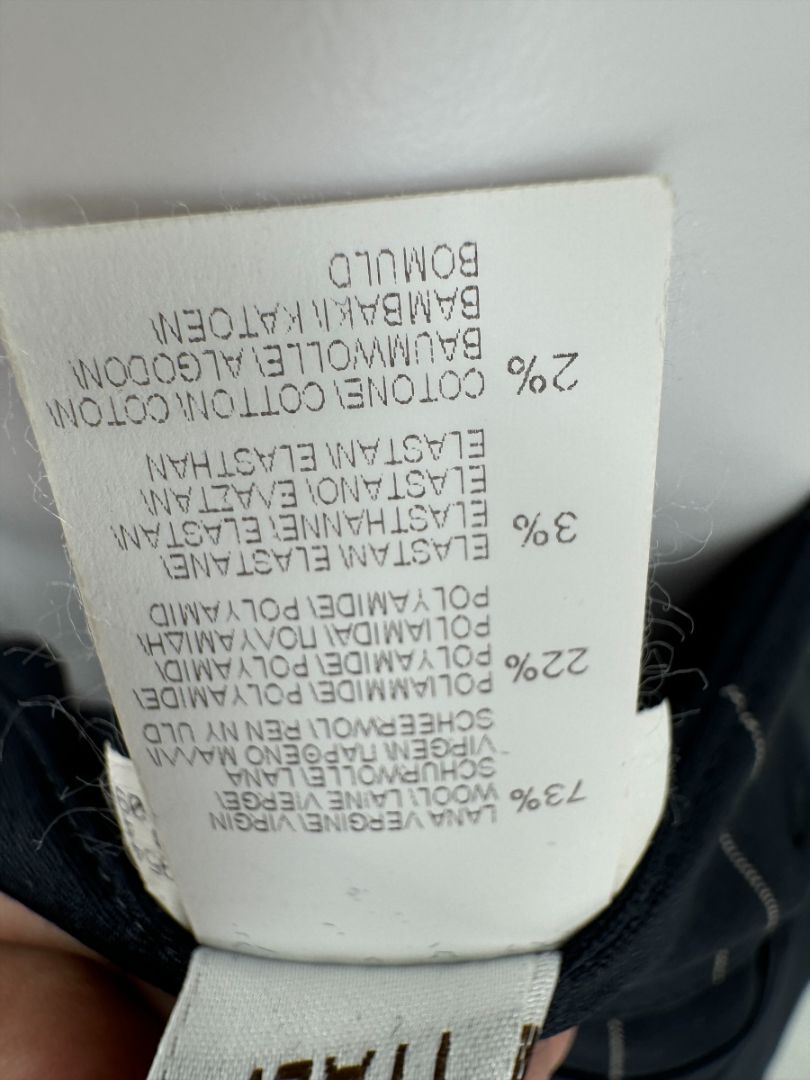 73% LANA VERGINE\ VIRGIN
WOOL\ LAINE VIERGE\
SCHURWOLLE\ LANA
VIRGEN\ ΠΑΡΘΕΝΟ ΜΑΛΛΙ\
SCHEERWOL\ REN NY ULD
22% POLIAMMIDE\ POLYAMIDE\
POLYAMIDE\ POLYAMID\
POLIAMIDA\ ΠΟΛΥΑΜΙΔΗ\
POLYAMIDE\ POLYAMID
3% ELASTAN\ ELASTANE\
ELASTHANNE\ ELASTAN\
ELASTANO\ ΕΛΑΖΤΑΝ\
ELASTAN\ ELASTHAN
2% COTONE\ COTTON\ COTON\
BAUMWOLLE\ ALGODON\
BAMBAKI\ KATOEN\
BOMULD